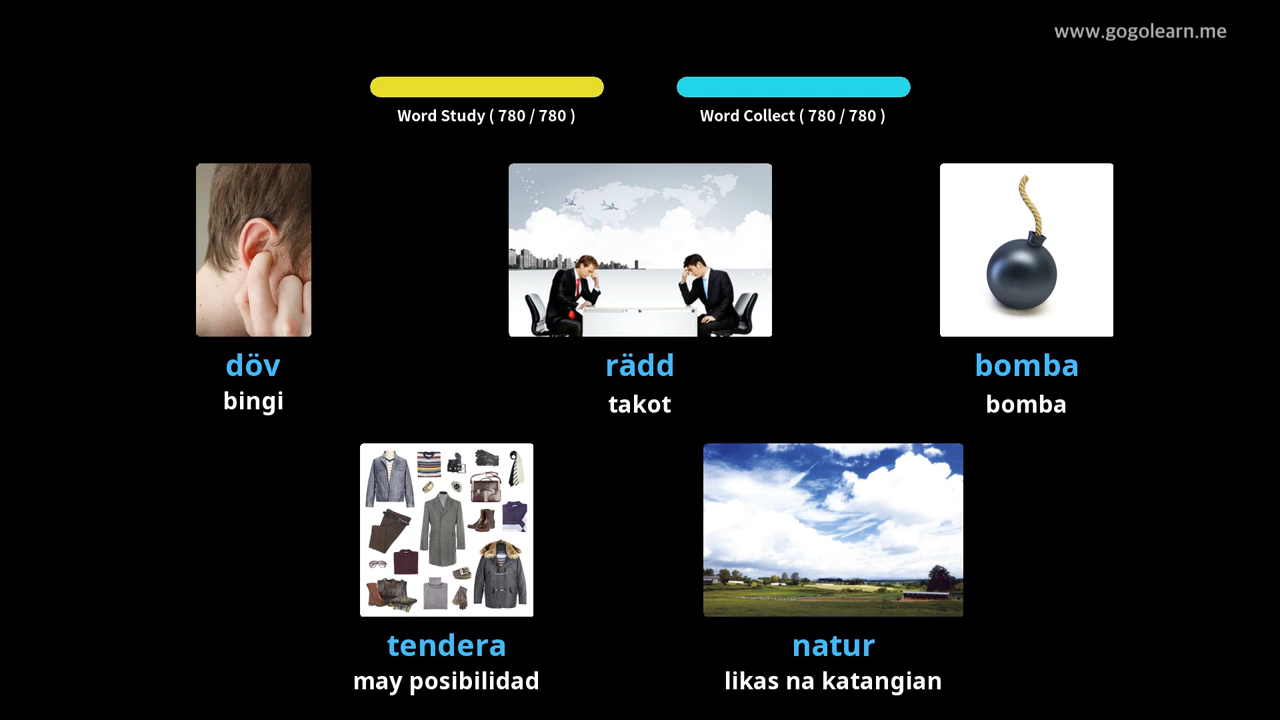 www.gogolearn.me
Word Study ( 780 / 780 )
Word Collect ( 780 / 780 )
döv
bingi
rädd
takot
bomba
bomba
tendera
may posibilidad
natur
likas na katangian